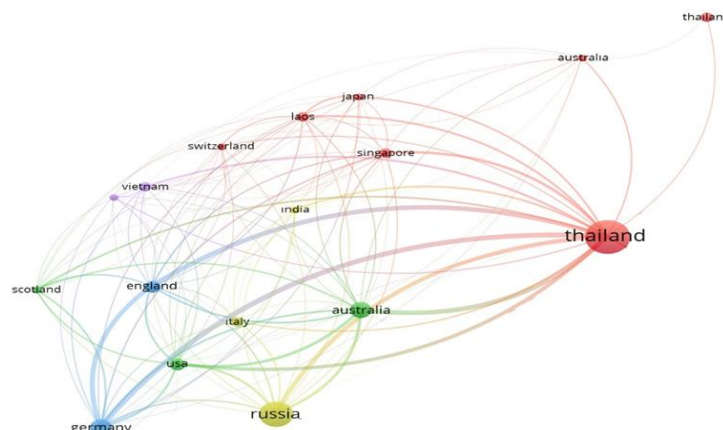 thailan
australia
japan
laos
switzerland
singapore
vietnam
india
thailand
scotland
england
australia
italy
usa
russia
germany